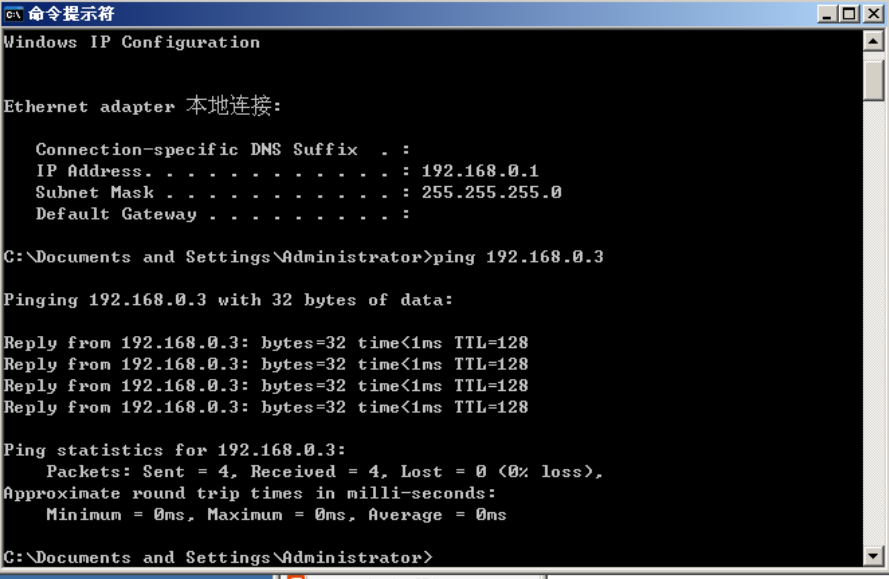 命令提示符
Windows IP Configuration
Ethernet adapter 本地连接:
Connection-specific DNS Suffix  . :
IP Address. . . . . . . . . . . . : 192.168.0.1
Subnet Mask . . . . . . . . . . . : 255.255.255.0
Default Gateway . . . . . . . . . :
C:\Documents and Settings\Administrator>ping 192.168.0.3
Pinging 192.168.0.3 with 32 bytes of data:
Reply from 192.168.0.3: bytes=32 time<1ms TTL=128
Reply from 192.168.0.3: bytes=32 time<1ms TTL=128
Reply from 192.168.0.3: bytes=32 time<1ms TTL=128
Reply from 192.168.0.3: bytes=32 time<1ms TTL=128
Ping statistics for 192.168.0.3:
Packets: Sent = 4, Received = 4, Lost = 0 (0% loss),
Approximate round trip times in milli-seconds:
Minimum = 0ms, Maximum = 0ms, Average = 0ms
C:\Documents and Settings\Administrator>